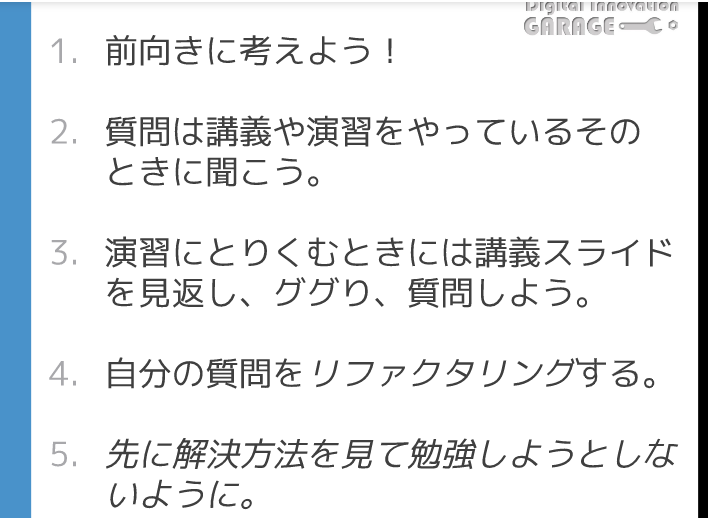 Digital Innovation
GARAGE
1. 前向きに考えよう！
2. 質問は講義や演習をやっているその
ときに聞こう。
3. 演習にとりくむときには講義スライド
を見返し、ググり、質問しよう。
4. 自分の質問をリファクタリングする。
5. 先に解決方法を見て勉強しようとしな
いように。